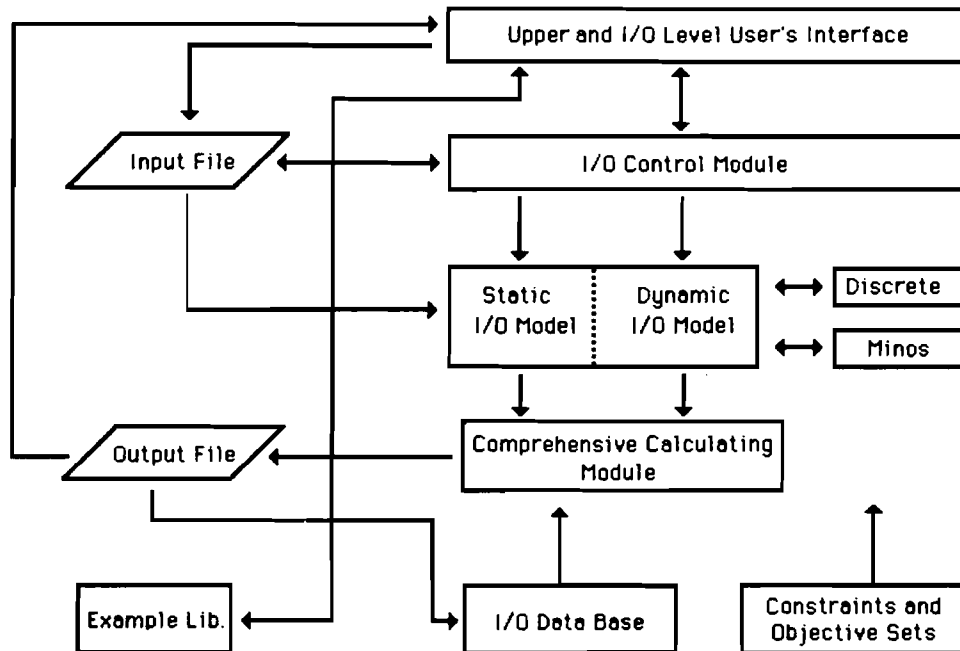 Upper and I/O Level User's Interface
Input File
I/O Control Module
Static
I/O Model
Dynamic
I/O Model
Discrete
Minos
Output File
Comprehensive Calculating
Module
Example Lib.
I/O Data Base
Constraints and
Objective Sets